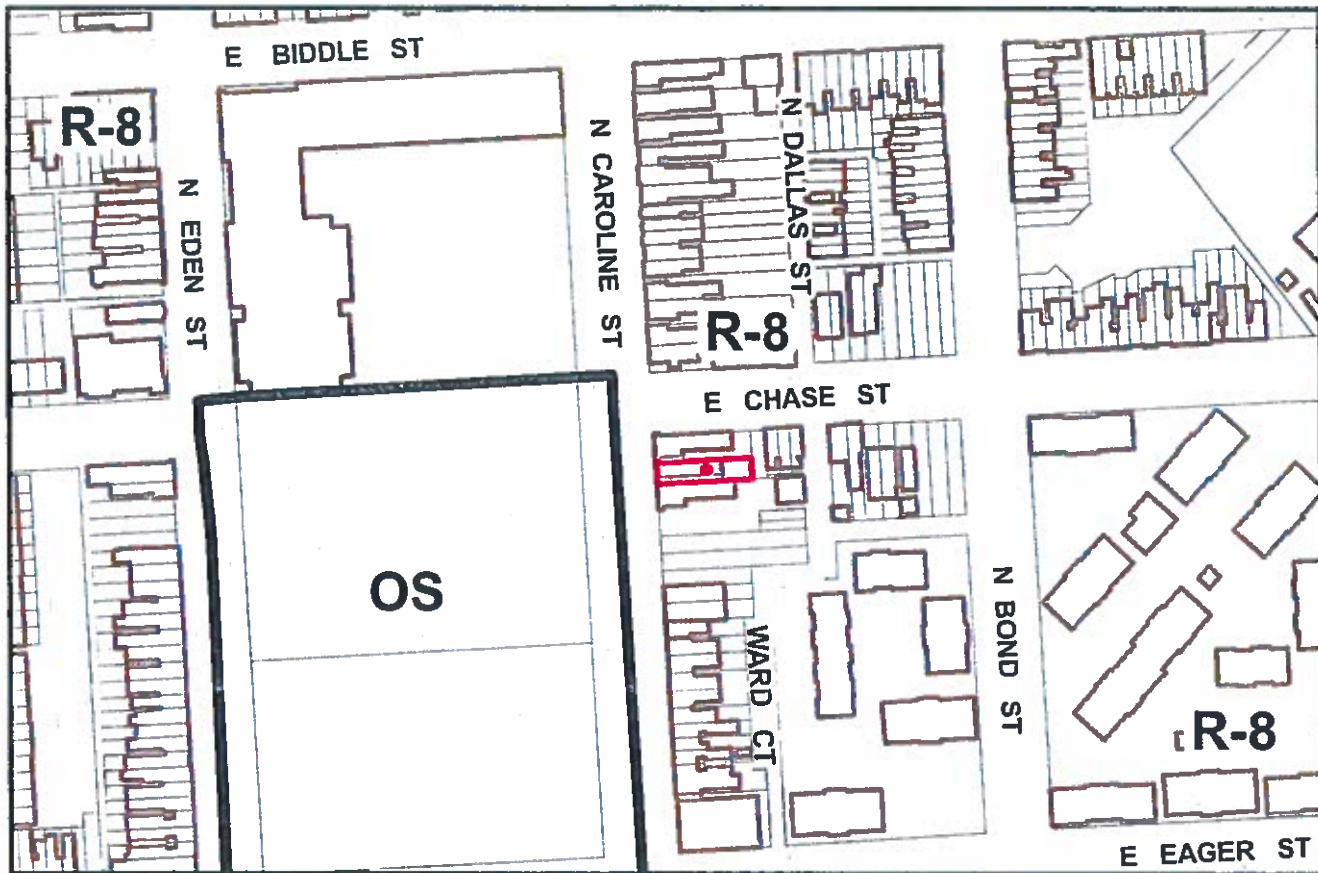 E BIDDLE ST
R-8
N EDEN ST
N CAROLINE ST
N DALLAS ST
R-8
E CHASE ST
OS
WARD CT
N BOND ST
R-8
E EAGER ST